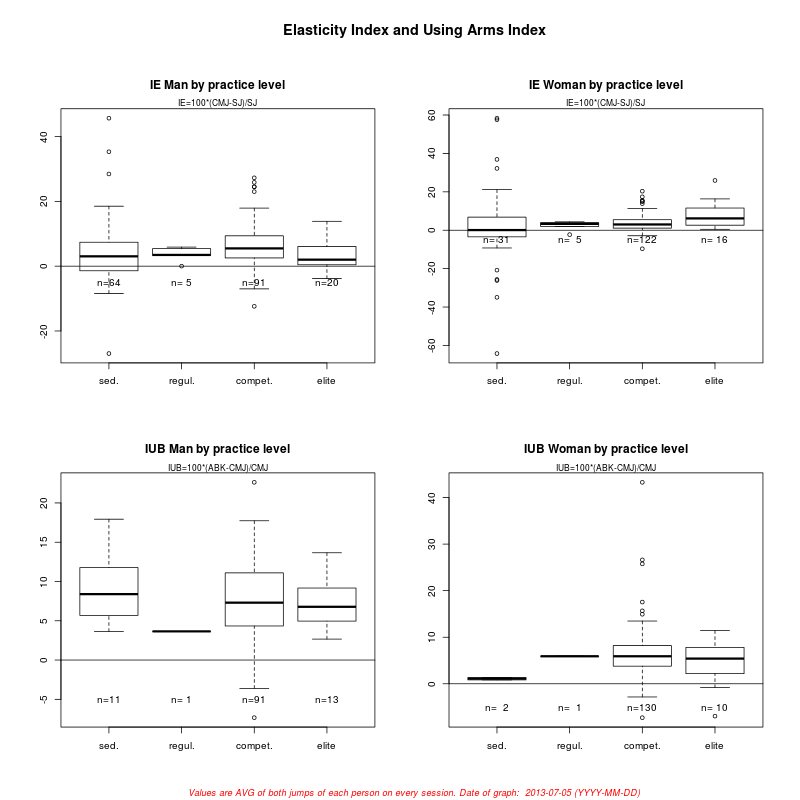 Elasticity Index and Using Arms Index
IE Man by practice level
IE=100*(CMJ-SJ)/SJ
40
20
0
-20
n=64
n= 5
n=91
n=20
sed.
regul.
compet.
elite
IE Woman by practice level
IE=100*(CMJ-SJ)/SJ
60
40
20
0
-20
-40
-60
n= 31
n= 5
n=122
n= 16
sed.
regul.
compet.
elite
IUB Man by practice level
IUB=100*(ABK-CMJ)/CMJ
20
15
10
5
0
-5
n=11
n= 1
n=91
n=13
sed.
regul.
compet.
elite
IUB Woman by practice level
IUB=100*(ABK-CMJ)/CMJ
40
30
20
10
0
n= 2
n= 1
n=130
n= 10
sed.
regul.
compet.
elite
Values are AVG of both jumps of each person on every session. Date of graph: 2013-07-05 (YYYY-MM-DD)